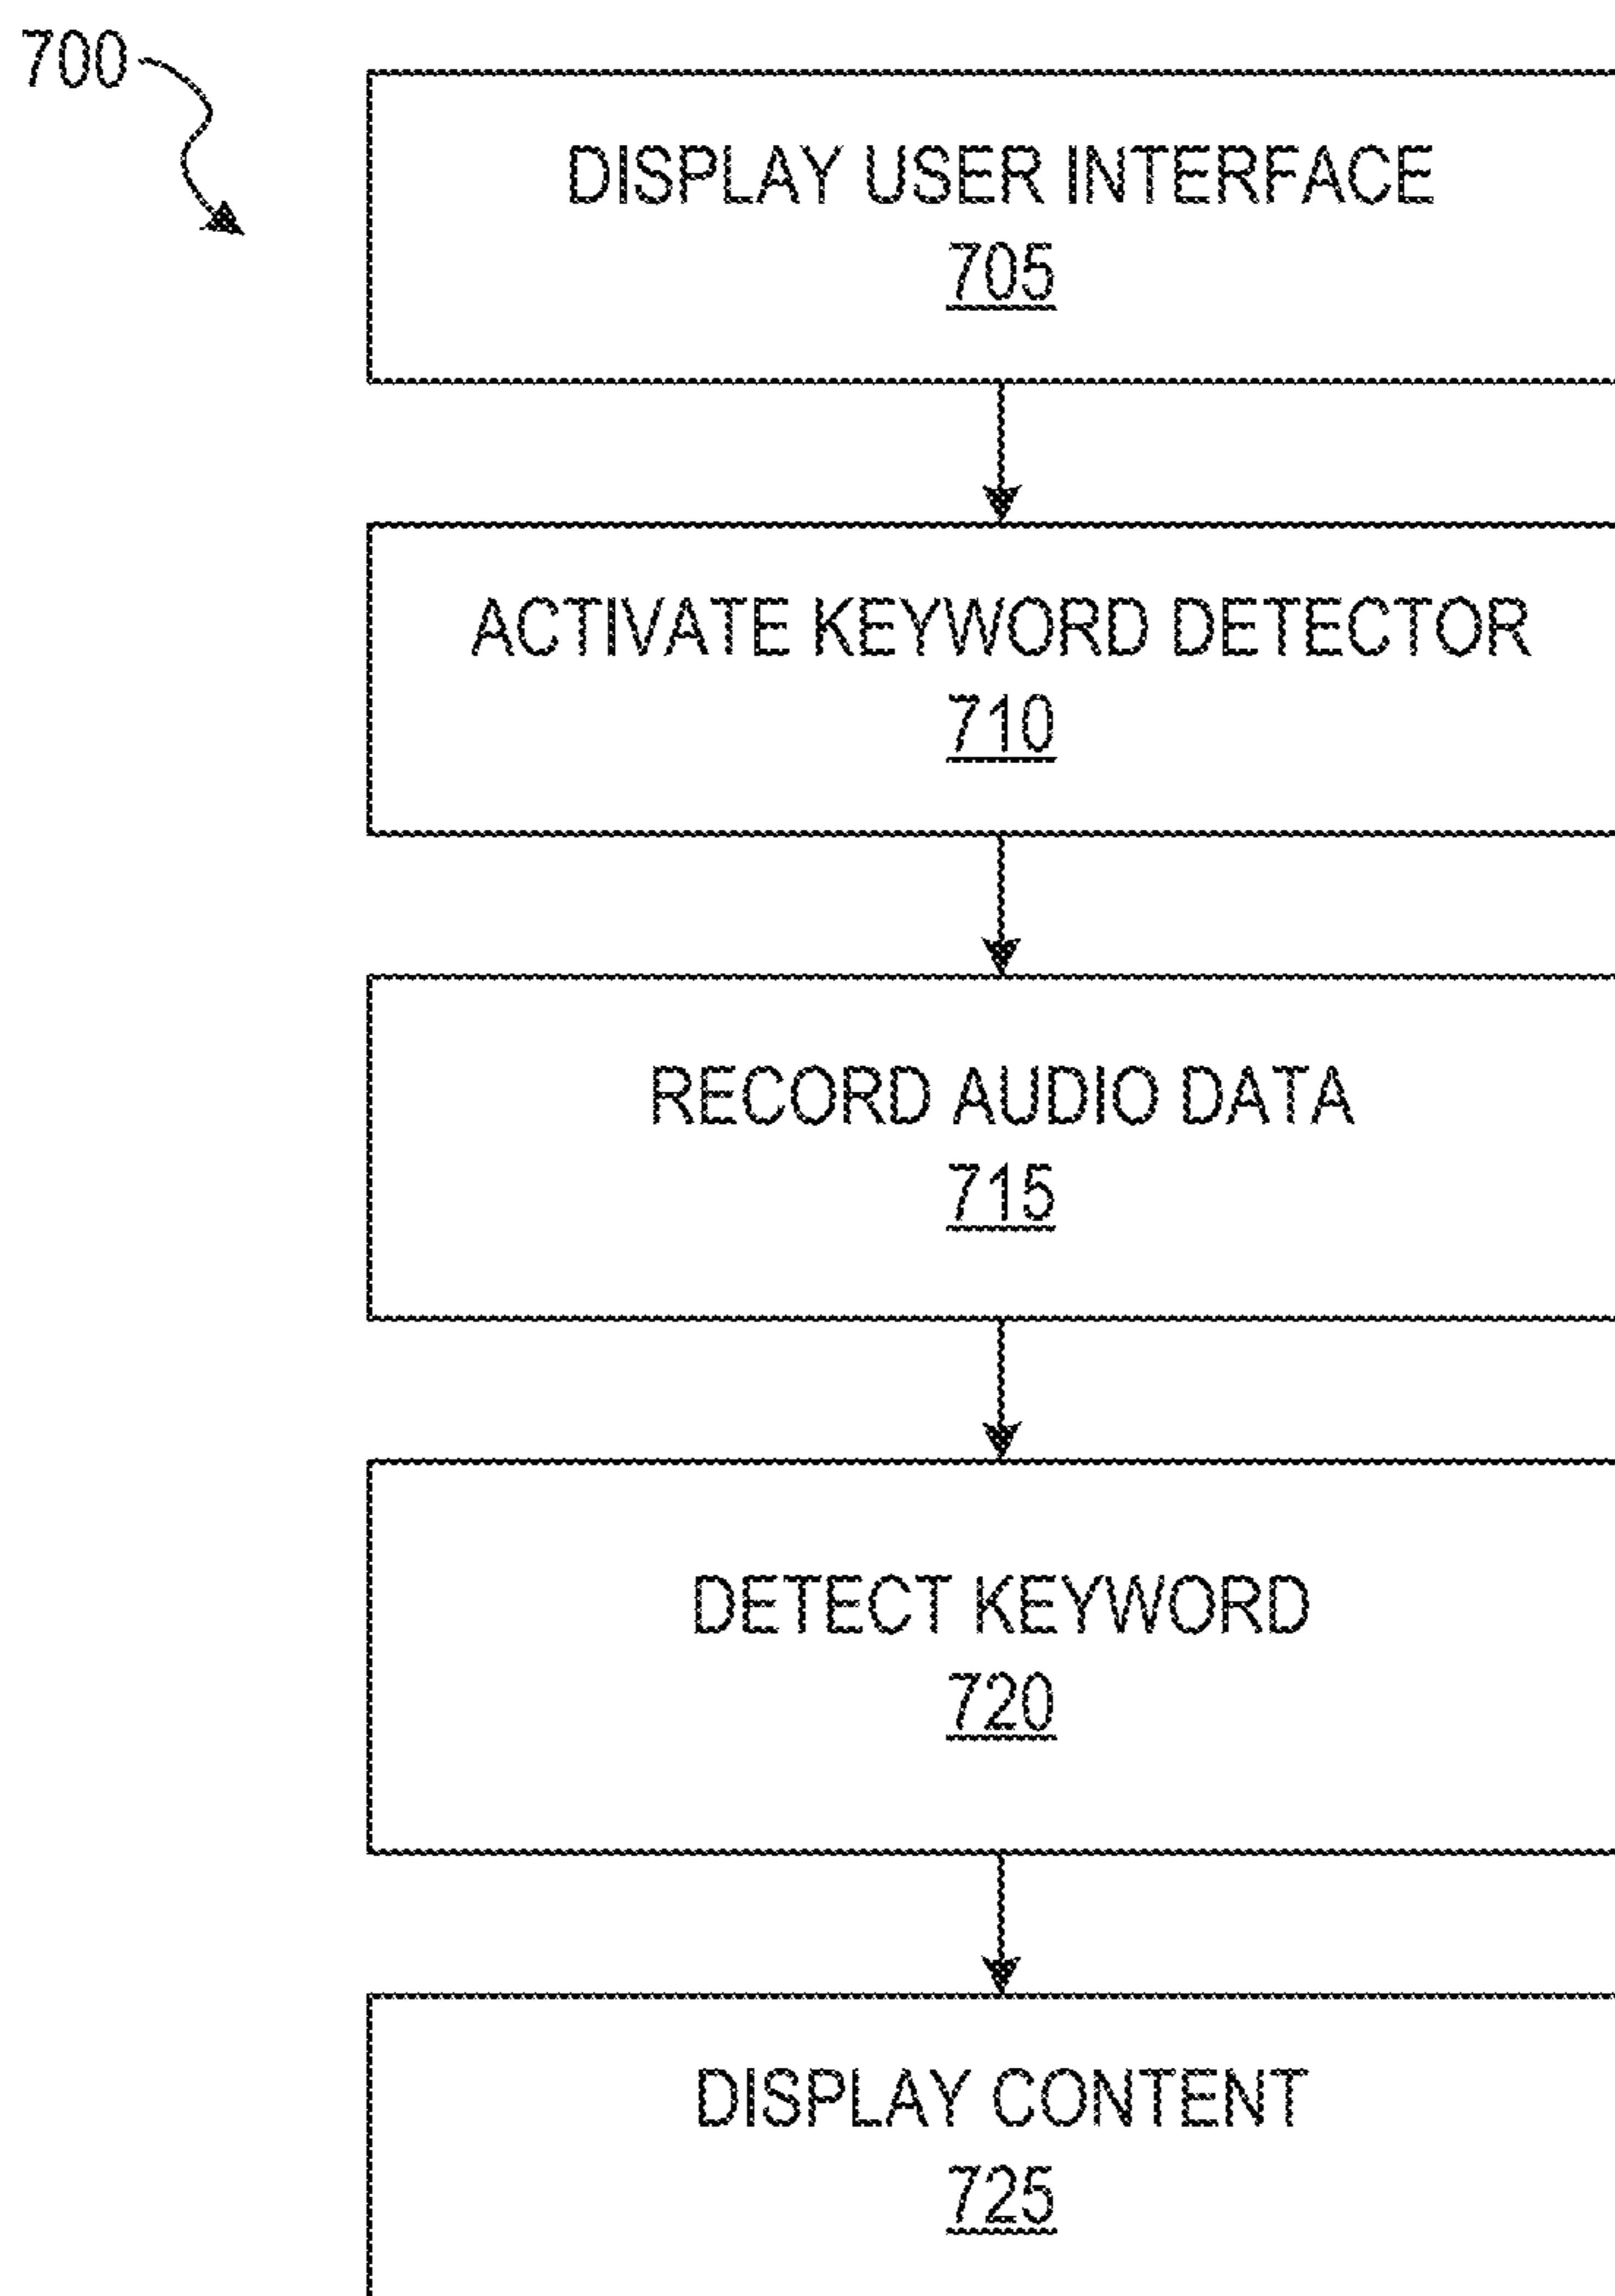 700
DISPLAY USER INTERFACE
705
ACTIVATE KEYWORD DETECTOR
710
RECORD AUDIO DATA
715
DETECT KEYWORD
720
DISPLAY CONTENT
725